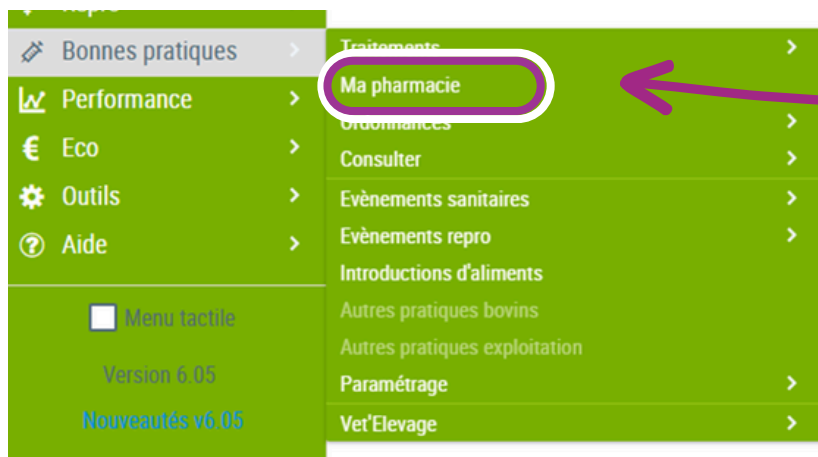 Repro
Bonnes pratiques
Performance
€ Eco
Outils
Aide
Menu tactile
Version 6.05
Nouveautés v6.05
Traitements
Ma pharmacie
Ordonnances
Consulter
Evènements sanitaires
Evènements repro
Introductions d'aliments
Autres pratiques bovins
Autres pratiques exploitation
Paramétrage
Vet'Elevage